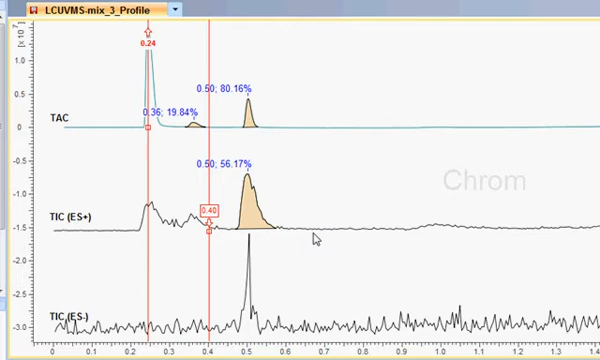 LCUVMS-mix_3_Profile
[x 10^7]
1.5
1.0
0.5
0
-0.5
-1.0
-1.5
-2.0
-2.5
-3.0
0.24
0.50; 80.16%
0.36; 19.84%
TAC
0.50; 56.17%
Chrom
0.40
TIC (ES+)
TIC (ES-)
0 0.1 0.2 0.3 0.4 0.5 0.6 0.7 0.8 0.9 1.0 1.1 1.2 1.3 1.4